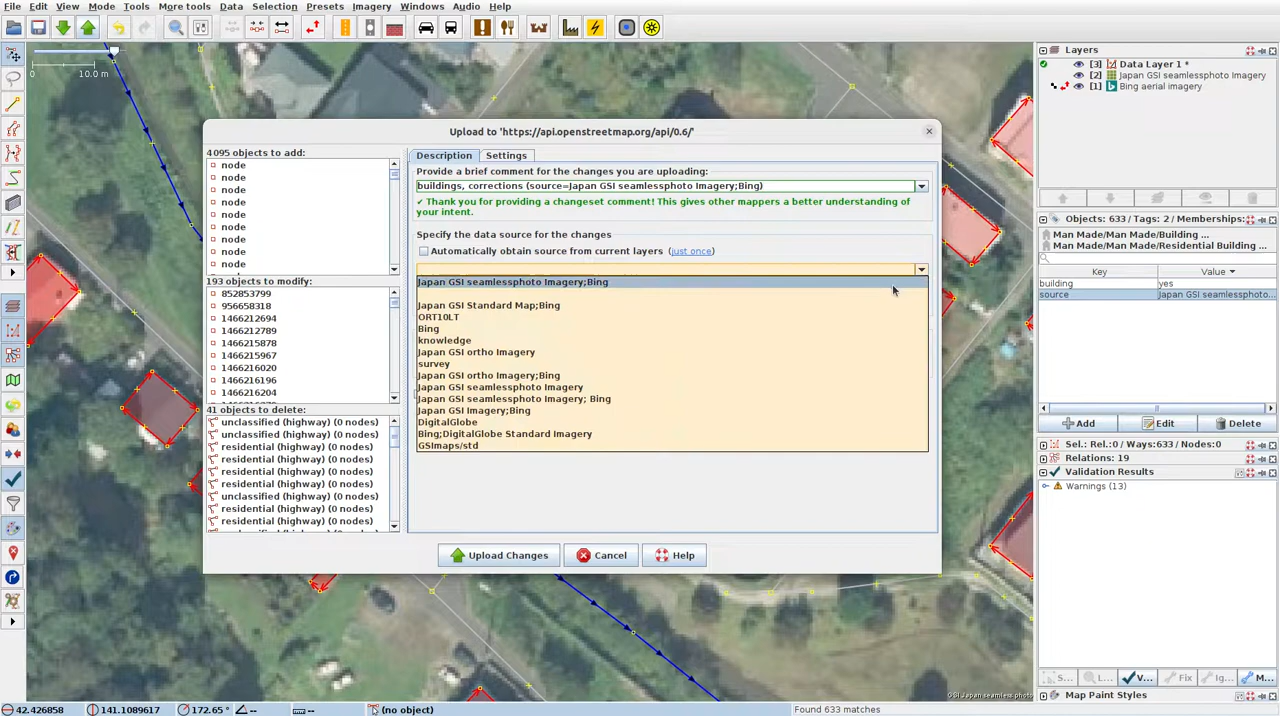 File Edit View Mode Tools More tools Data Selection Presets Imagery Windows Audio Help
0 10.0 m
Upload to 'https://api.openstreetmap.org/api/0.6/'
4095 objects to add:
node
node
node
node
node
node
node
node
node
193 objects to modify:
852853799
956658318
1466212694
1466212789
1466215878
1466215967
1466216020
1466216196
1466216204
41 objects to delete:
unclassified (highway) (0 nodes)
unclassified (highway) (0 nodes)
residential (highway) (0 nodes)
residential (highway) (0 nodes)
residential (highway) (0 nodes)
residential (highway) (0 nodes)
unclassified (highway) (0 nodes)
residential (highway) (0 nodes)
residential (highway) (0 nodes)
Description Settings
Provide a brief comment for the changes you are uploading:
buildings, corrections (source=Japan GSI seamlessphoto Imagery;Bing)
✔ Thank you for providing a changeset comment! This gives other mappers a better understanding of
your intent.
Specify the data source for the changes
Automatically obtain source from current layers (just once)
Japan GSI seamlessphoto Imagery;Bing
Japan GSI Standard Map;Bing
ORT10LT
Bing
knowledge
Japan GSI ortho Imagery
survey
Japan GSI ortho Imagery;Bing
Japan GSI seamlessphoto Imagery
Japan GSI seamlessphoto Imagery; Bing
Japan GSI Imagery;Bing
DigitalGlobe
Bing;DigitalGlobe Standard Imagery
GSImaps/std
Upload Changes Cancel Help
Layers
[3] Data Layer 1 *
[2] Japan GSI seamlessphoto Imagery
[1] Bing aerial imagery
Objects: 633 / Tags: 2 / Memberships:
Man Made/Man Made/Building ...
Man Made/Man Made/Residential Building ...
Key Value
building yes
source Japan GSI seamlessphoto...
Add Edit Delete
Sel.: Rel.:0 / Ways:633 / Nodes:0
Relations: 19
Validation Results
Warnings (13)
S... L... V... Fix Ig... M...
Map Paint Styles
©GSI Japan seamless photo
42.426858 141.1089617 172.65° -- -- (no object) Found 633 matches